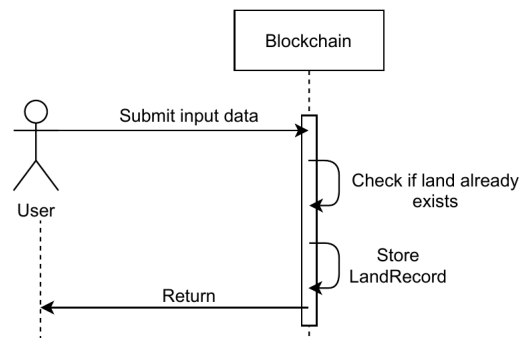 Blockchain
Submit input data
Check if land already
exists
User
Store
LandRecord
Return